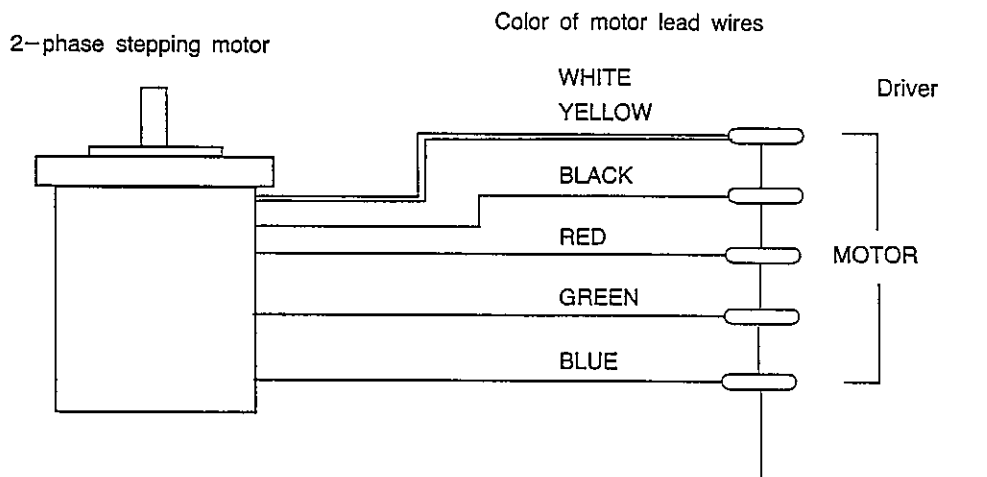 Color of motor lead wires
2-phase stepping motor
WHITE
Driver
YELLOW
BLACK
RED
MOTOR
GREEN
BLUE